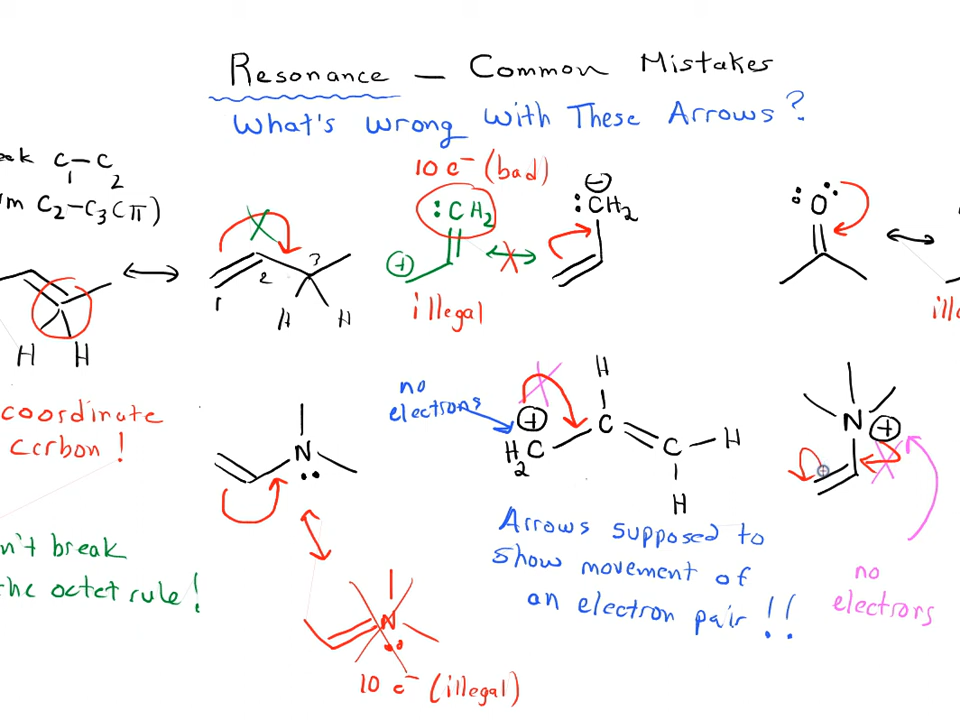 Resonance — Common Mistakes
What's Wrong With These Arrows?
C-C
1 2
C2-C3(π)
10 e⁻ (bad)
:CH2
⊕
illegal
⊖
:CH2
:O:
1 2 3
H H
H H
coordinate
carbon!
no
electrons
⊕
H2C
H
C
C-H
H
N
⊕
N
:
break
the octet rule!
Arrows supposed to
show movement of
an electron pair!!
no
electrons
N
10 e⁻ (illegal)